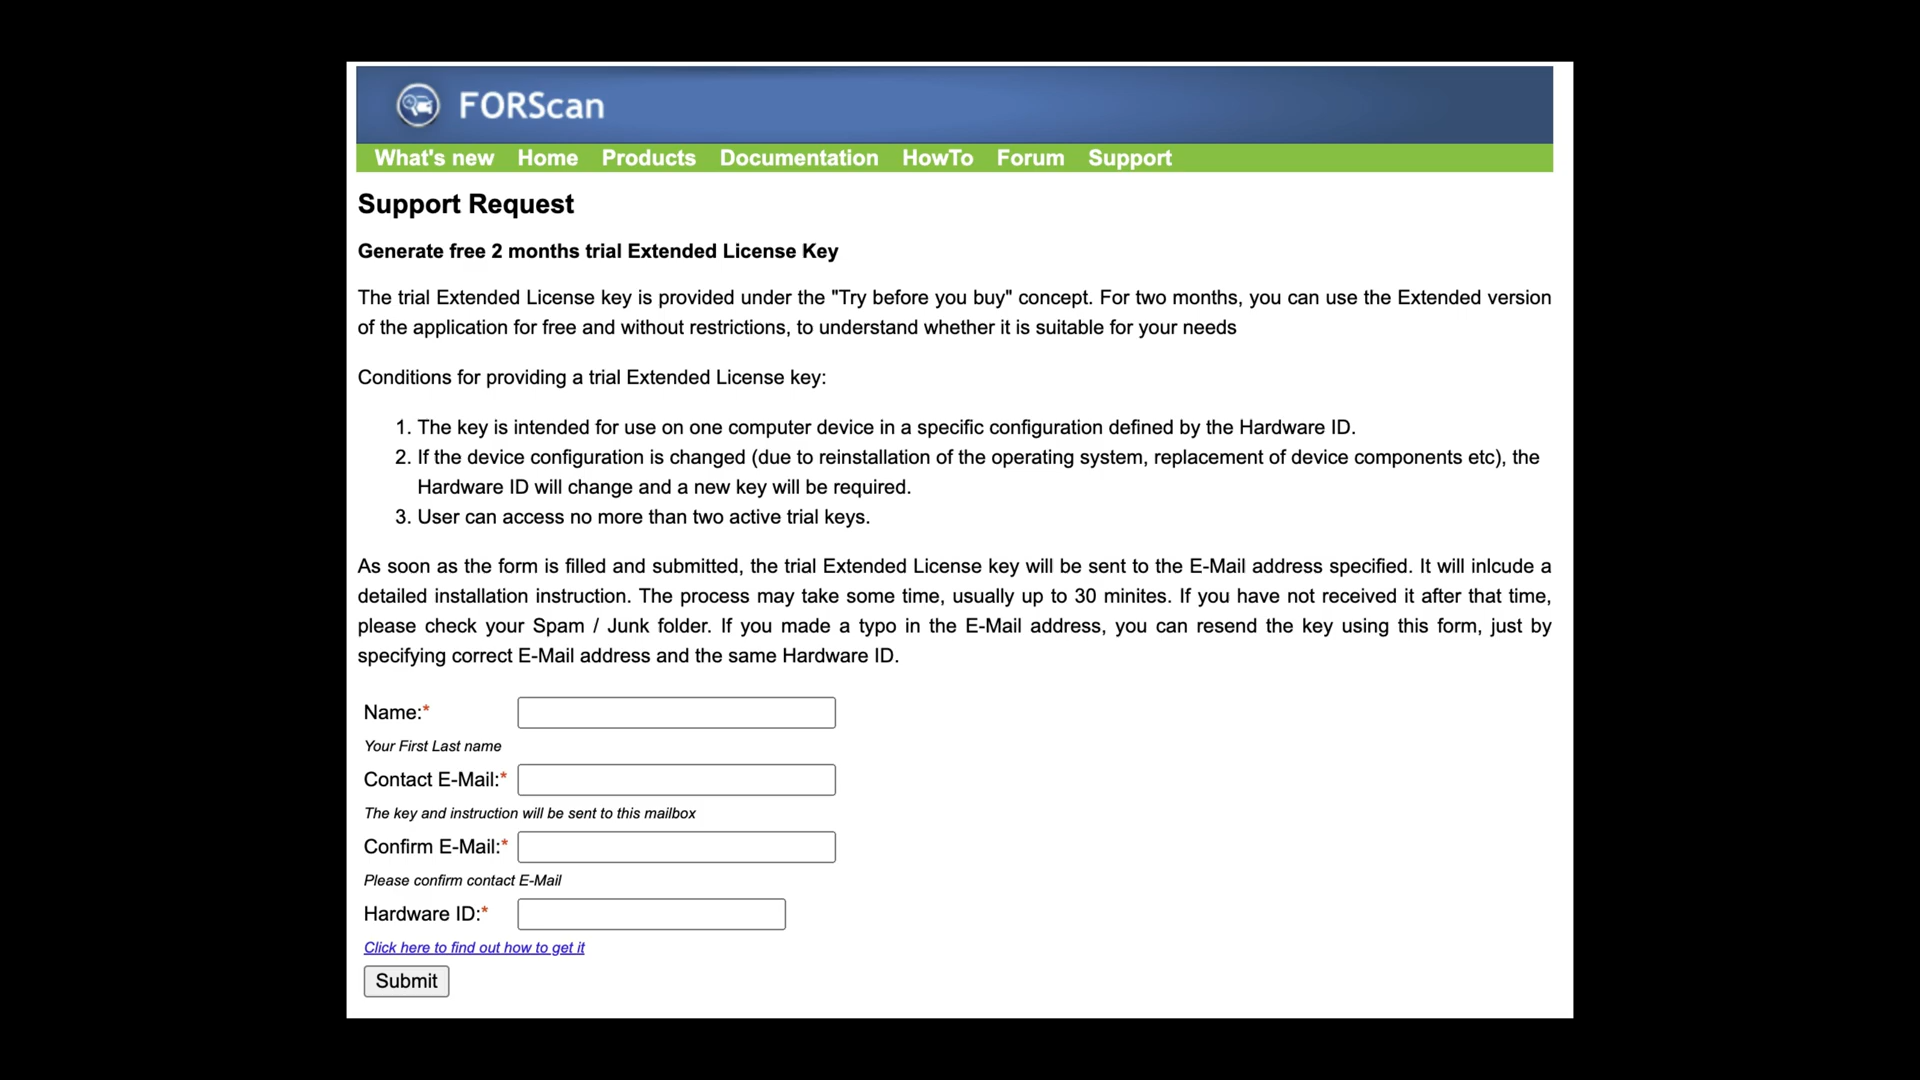 FORScan
What's new Home Products Documentation HowTo Forum Support
Support Request
Generate free 2 months trial Extended License Key
The trial Extended License key is provided under the "Try before you buy" concept. For two months, you can use the Extended version
of the application for free and without restrictions, to understand whether it is suitable for your needs
Conditions for providing a trial Extended License key:
1. The key is intended for use on one computer device in a specific configuration defined by the Hardware ID.
2. If the device configuration is changed (due to reinstallation of the operating system, replacement of device components etc), the
Hardware ID will change and a new key will be required.
3. User can access no more than two active trial keys.
As soon as the form is filled and submitted, the trial Extended License key will be sent to the E-Mail address specified. It will inlcude a
detailed installation instruction. The process may take some time, usually up to 30 minites. If you have not received it after that time,
please check your Spam / Junk folder. If you made a typo in the E-Mail address, you can resend the key using this form, just by
specifying correct E-Mail address and the same Hardware ID.
Name:*
Your First Last name
Contact E-Mail:*
The key and instruction will be sent to this mailbox
Confirm E-Mail:*
Please confirm contact E-Mail
Hardware ID:*
Click here to find out how to get it
Submit